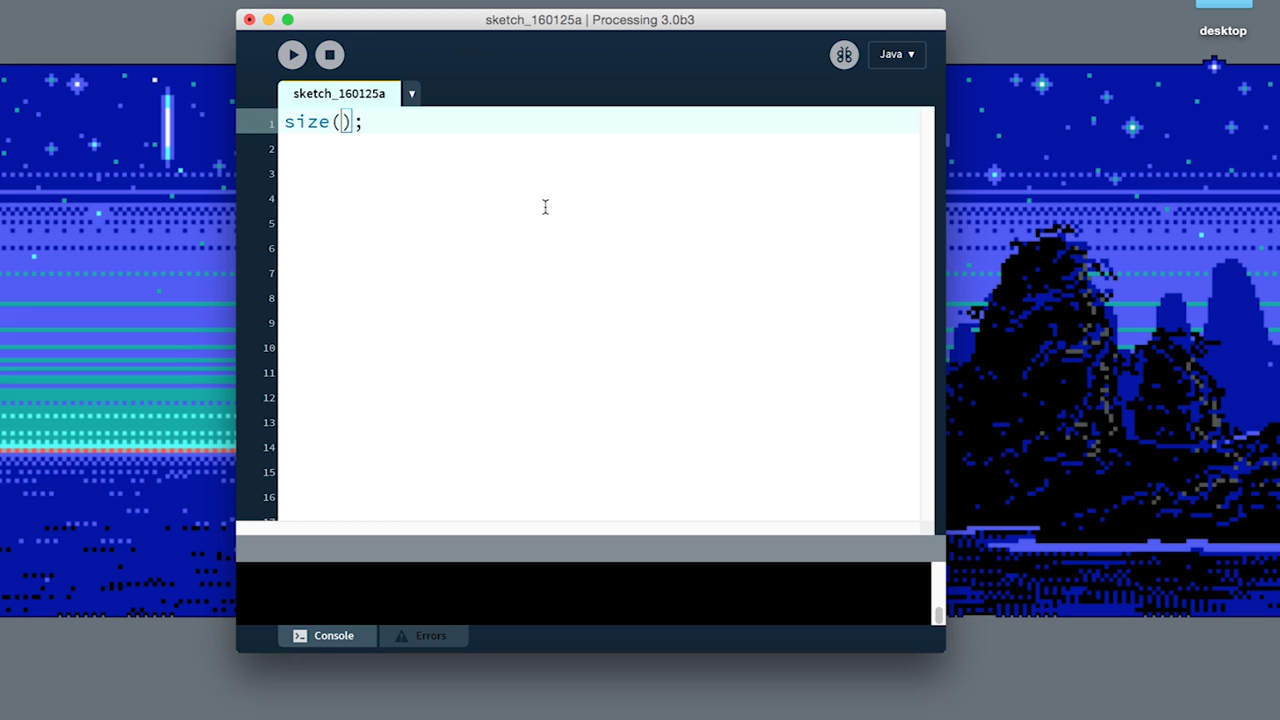 sketch_160125a | Processing 3.0b3
desktop
Java ▾
sketch_160125a ▾
1 size();
2
3
4
5
6
7
8
9
10
11
12
13
14
15
16
Console Errors